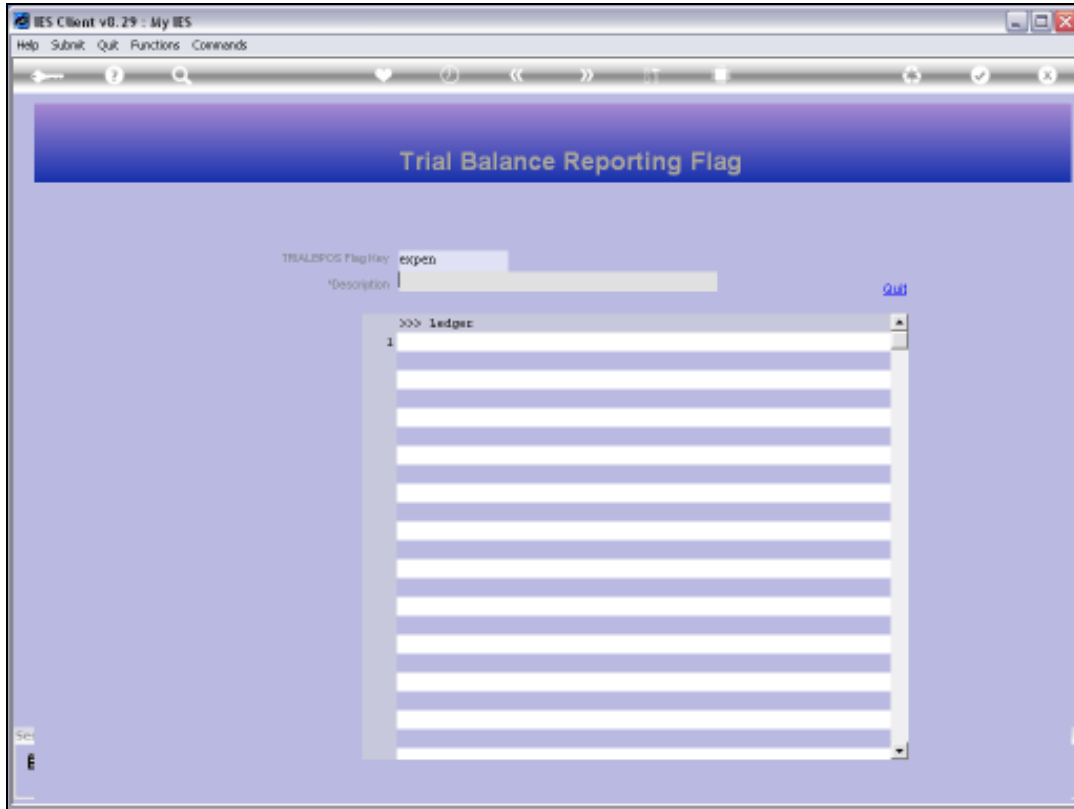 IES Client v8.29 : My IES
Help Submit Quit Functions Commands
Trial Balance Reporting Flag
TRIALBPOS Flag Key expen
*Description
Quit
>>> ledger
1
Se